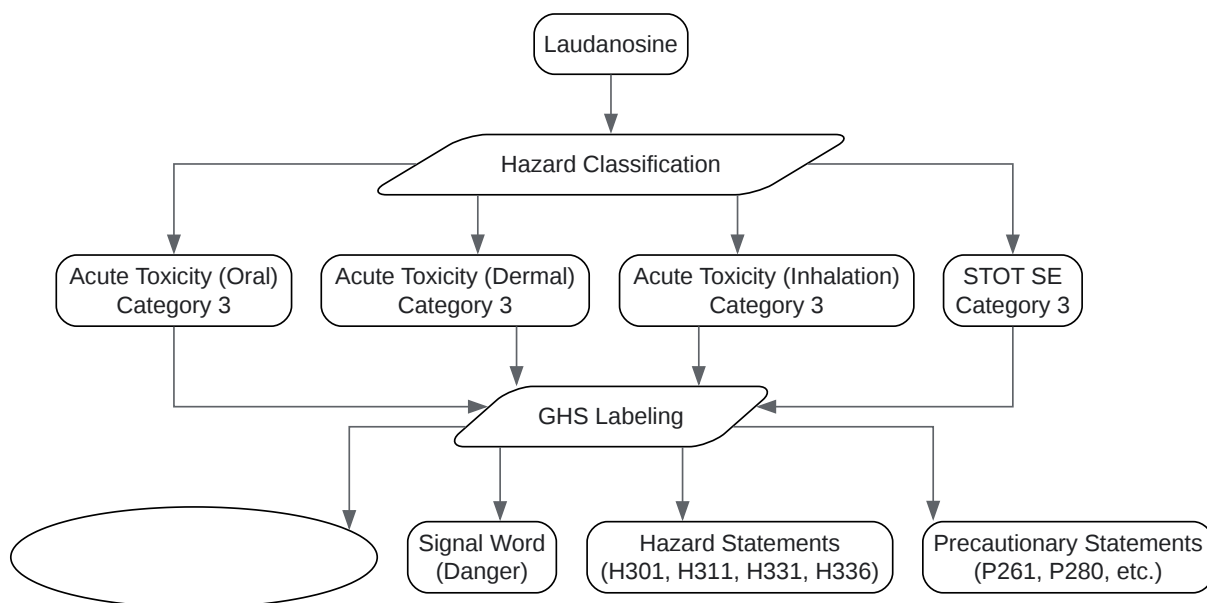 Laudanosine
Hazard Classification
Acute Toxicity (Oral)
Category 3
Acute Toxicity (Dermal)
Category 3
Acute Toxicity (Inhalation)
Category 3
STOT SE
Category 3
GHS Labeling
Signal Word
(Danger)
Hazard Statements
(H301, H311, H331, H336)
Precautionary Statements
(P261, P280, etc.)